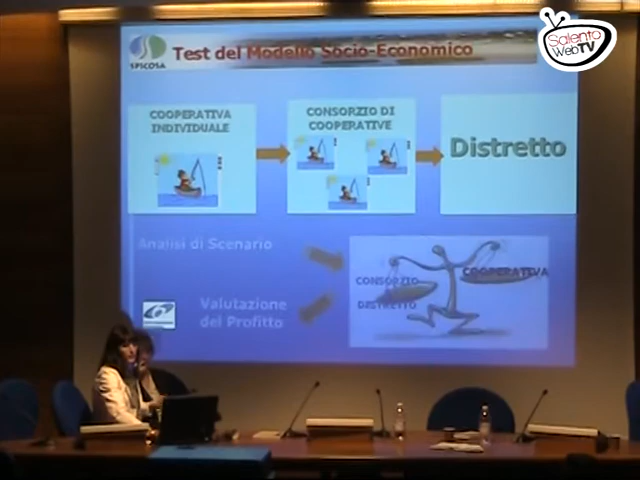 Salento
WebTV
SPICOSA
Test del Modello Socio-Economico
COOPERATIVA
INDIVIDUALE
CONSORZIO DI
COOPERATIVE
Distretto
Analisi di Scenario
Valutazione
del Profitto
CONSORZIO
DISTRETTO
COOPERATIVA